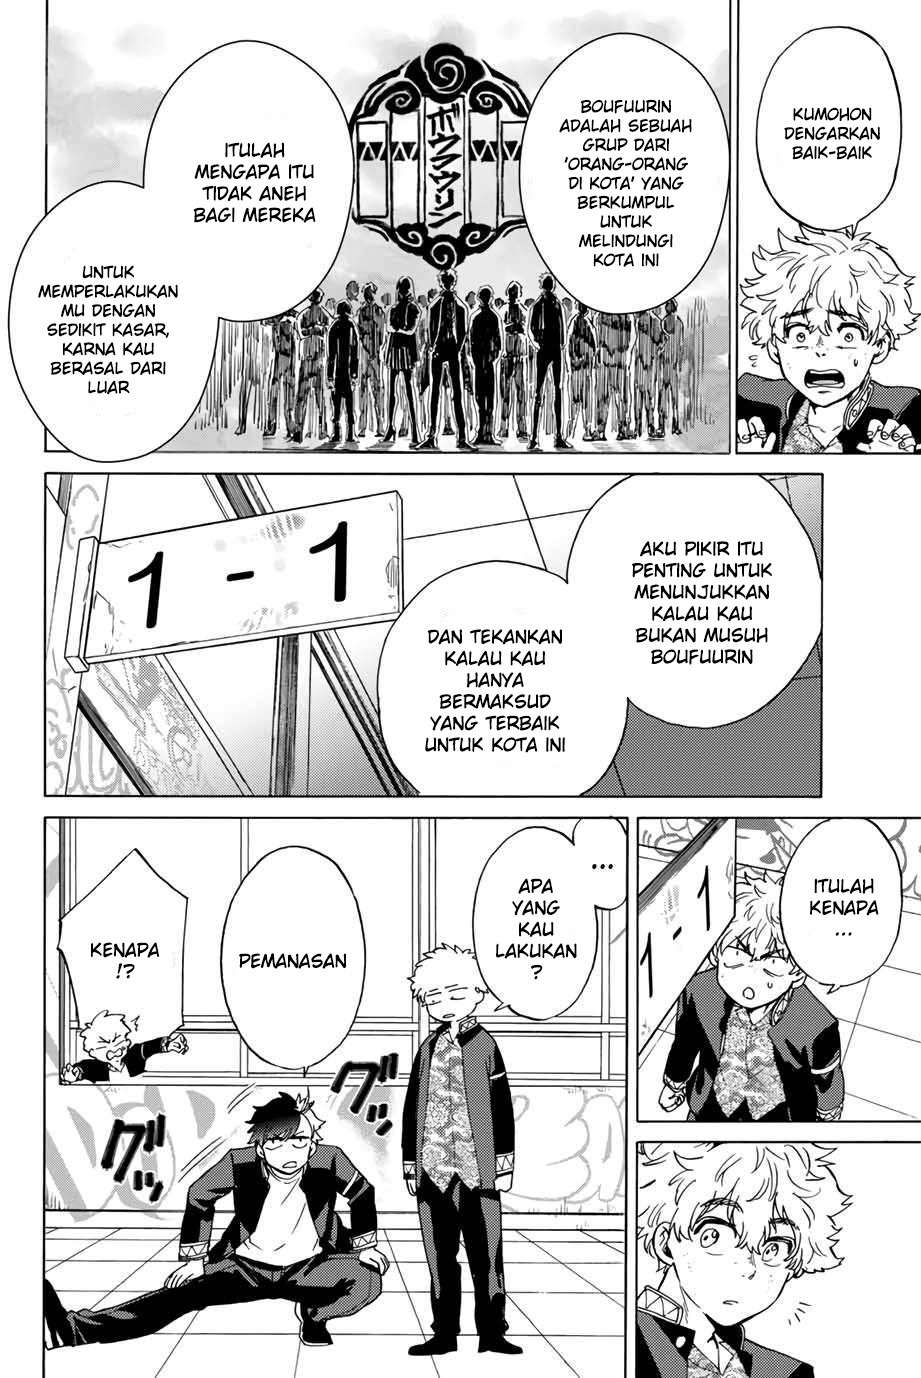 KUMOHON
DENGARKAN
BAIK-BAIK
BOUFUURIN
ADALAH SEBUAH
GRUP DARI
'ORANG-ORANG
DI KOTA' YANG
BERKUMPUL
UNTUK
MELINDUNGI
KOTA INI
ボウフウリン
ITULAH
MENGAPA ITU
TIDAK ANEH
BAGI MEREKA
UNTUK
MEMPERLAKUKAN
MU DENGAN
SEDIKIT KASAR,
KARNA KAU
BERASAL DARI
LUAR
AKU PIKIR ITU
PENTING UNTUK
MENUNJUKKAN
KALAU KAU
BUKAN MUSUH
BOUFUURIN
DAN TEKANKAN
KALAU KAU
HANYA
BERMAKSUD
YANG TERBAIK
UNTUK KOTA INI
1-1
ITULAH
KENAPA
...
1-1
...
APA
YANG
KAU
LAKUKAN
?
PEMANASAN
KENAPA
!?
グッ
グッ